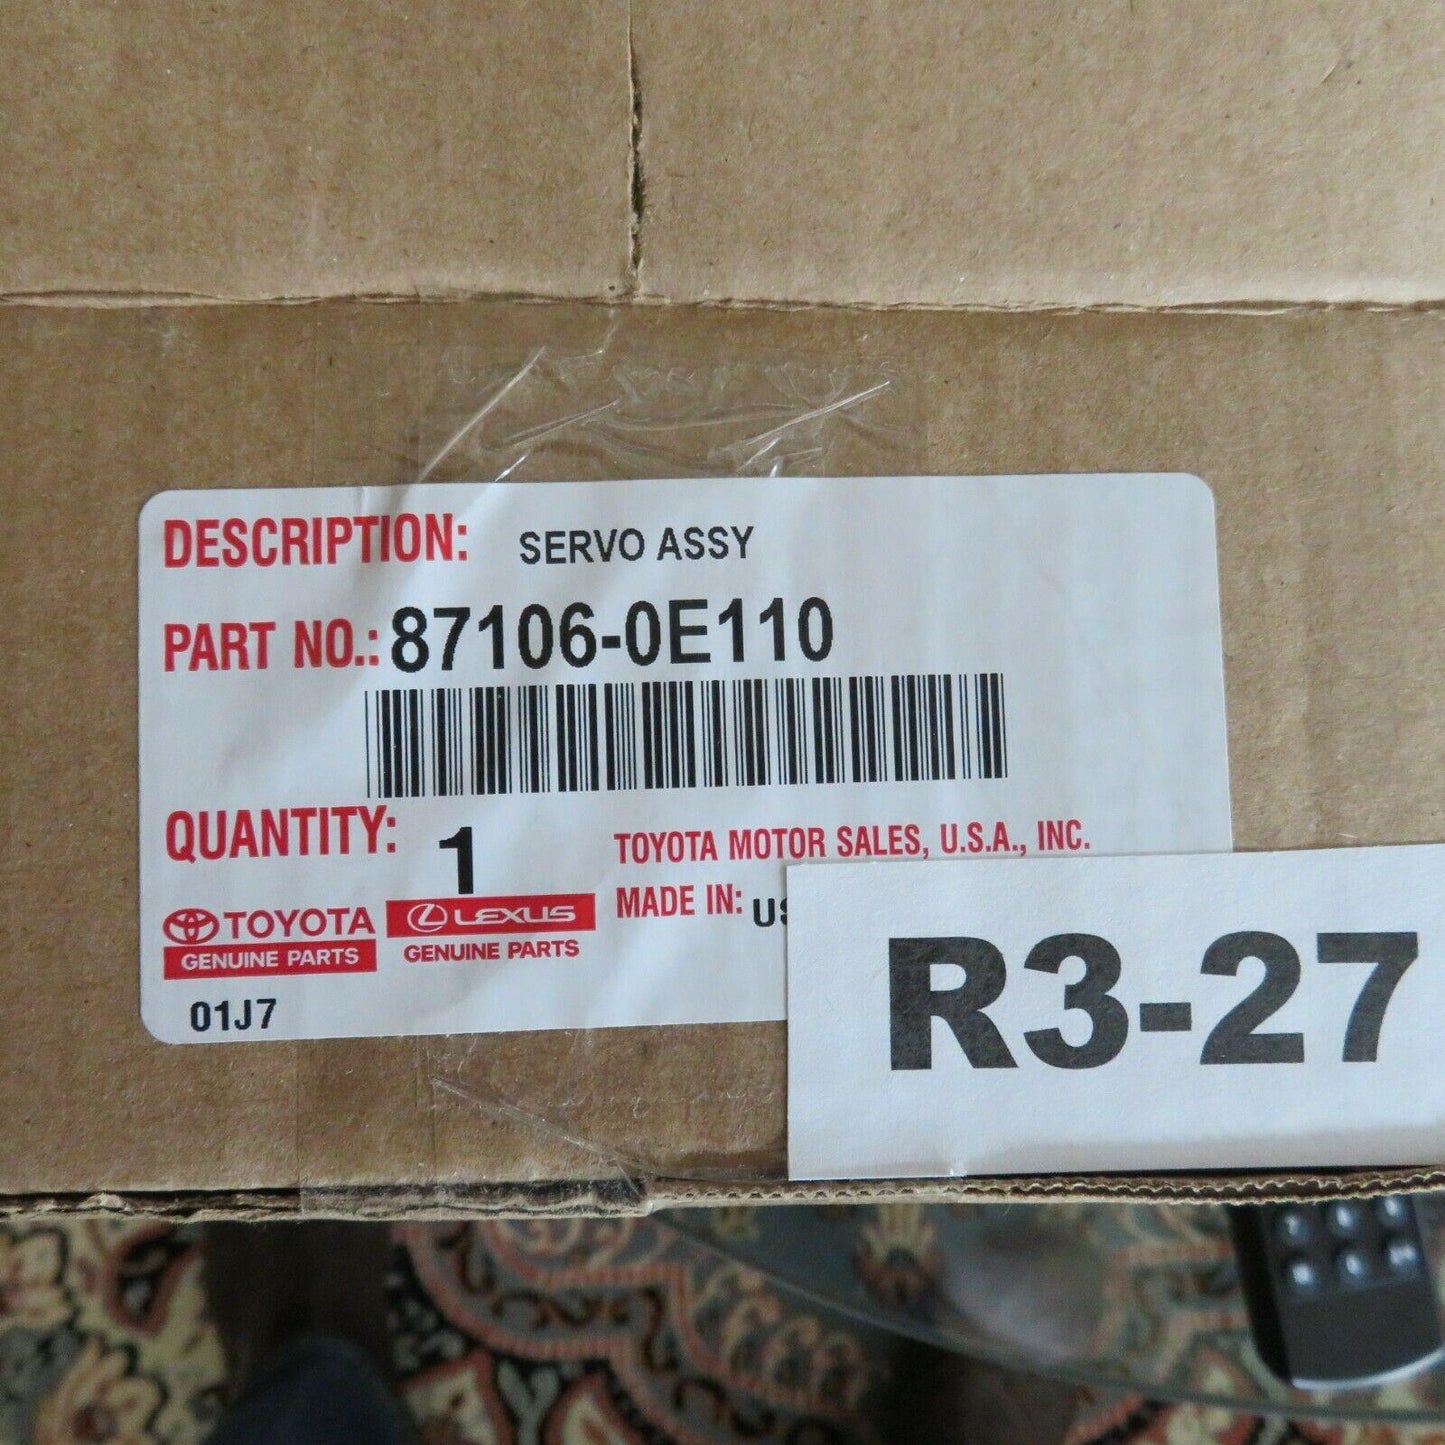 DESCRIPTION: SERVO ASSY
PART NO.: 87106-0E110
QUANTITY: 1
TOYOTA MOTOR SALES, U.S.A., INC.
MADE IN:
TOYOTA
GENUINE PARTS
LEXUS
GENUINE PARTS
01J7
R3-27